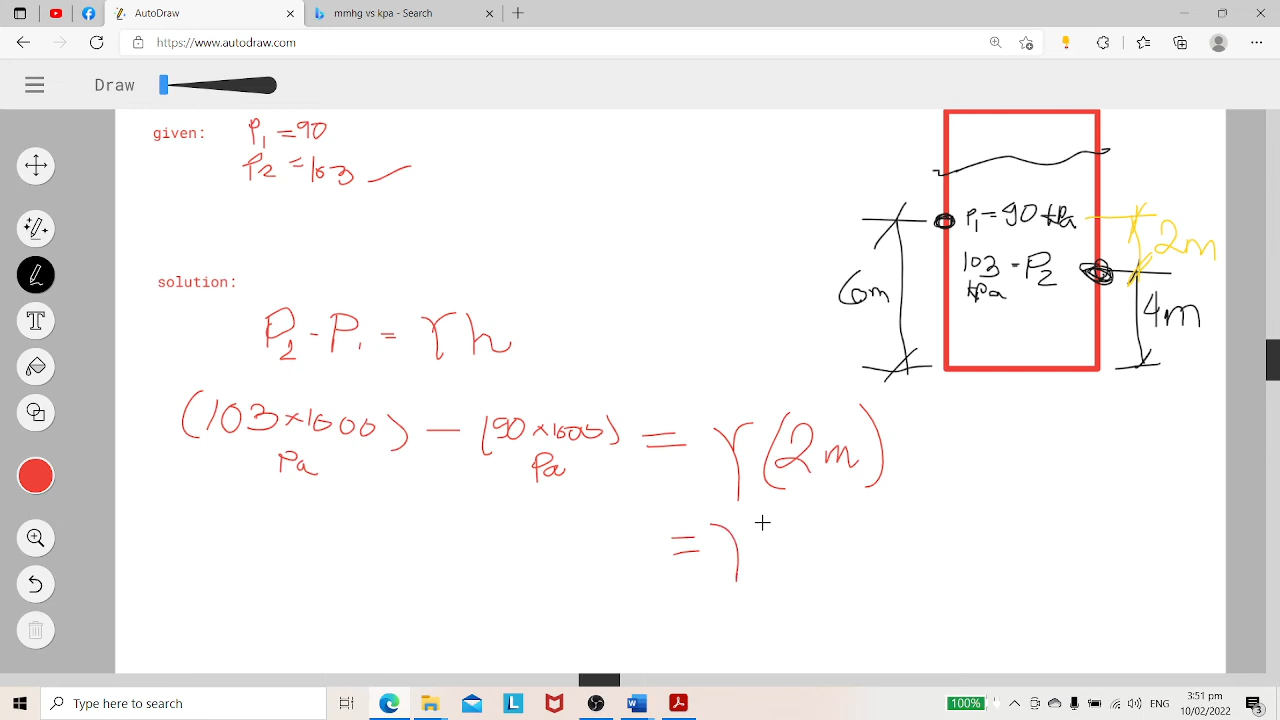 AutoDraw
mmhg vs kpa - Search
https://www.autodraw.com
Draw
given:
P1 = 90
P2 = 103
P1 = 90 kPa
103 - P2
kPa
2m
6m
4m
solution:
P2 - P1 = γh
(103×1000) - (90×1000) = γ(2m)
Pa Pa
= γ
Type here to search
100%
ENG
3:51 pm
10/02/2022
3